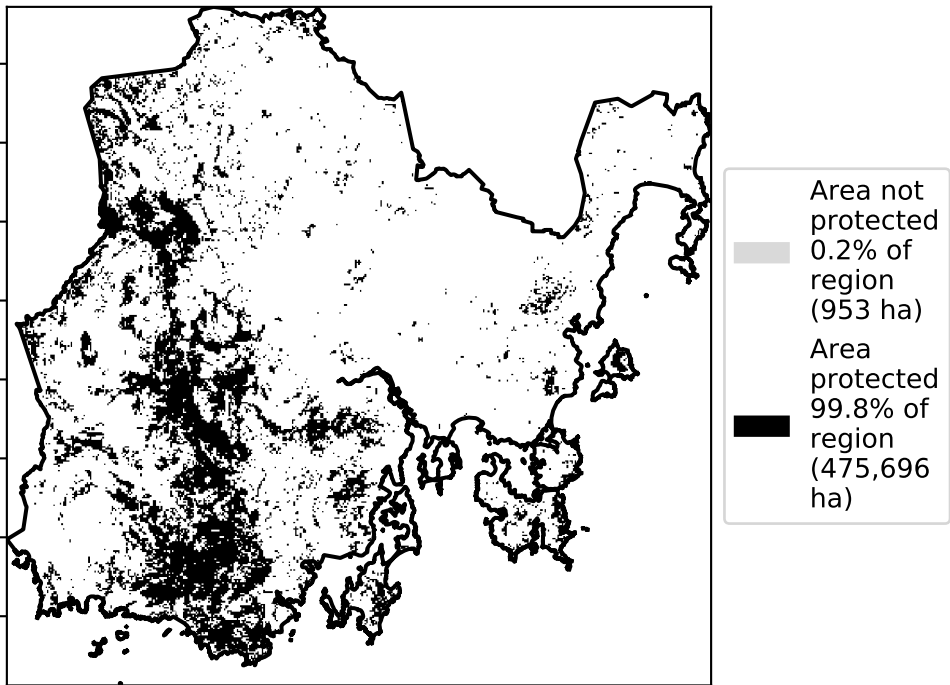 Area not
protected
0.2% of
region
(953 ha)
Area
protected
99.8% of
region
(475,696
ha)